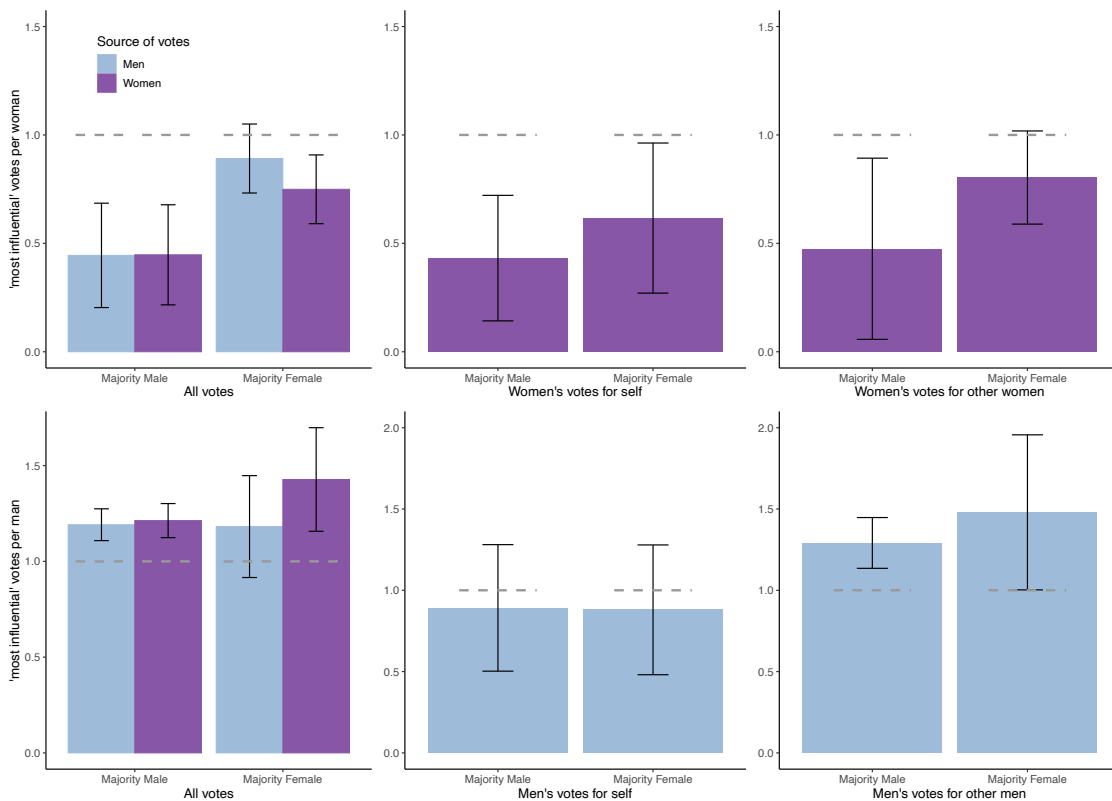 'most influential' votes per woman
1.5
1.0
0.5
0.0
Source of votes
Men
Women
Majority Male
Majority Female
All votes
1.5
1.0
0.5
0.0
Majority Male
Majority Female
Women's votes for self
1.5
1.0
0.5
0.0
Majority Male
Majority Female
Women's votes for other women
'most influential' votes per man
1.5
1.0
0.5
0.0
Majority Male
Majority Female
All votes
2.0
1.5
1.0
0.5
0.0
Majority Male
Majority Female
Men's votes for self
2.0
1.5
1.0
0.5
0.0
Majority Male
Majority Female
Men's votes for other men